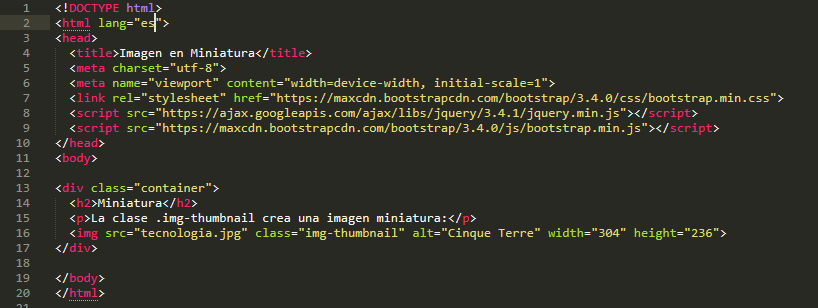 1 <!DOCTYPE html>
2 <html lang="es">
3 <head>
4 <title>Imagen en Miniatura</title>
5 <meta charset="utf-8">
6 <meta name="viewport" content="width=device-width, initial-scale=1">
7 <link rel="stylesheet" href="https://maxcdn.bootstrapcdn.com/bootstrap/3.4.0/css/bootstrap.min.css">
8 <script src="https://ajax.googleapis.com/ajax/libs/jquery/3.4.1/jquery.min.js"></script>
9 <script src="https://maxcdn.bootstrapcdn.com/bootstrap/3.4.0/js/bootstrap.min.js"></script>
10 </head>
11 <body>
12
13 <div class="container">
14 <h2>Miniatura</h2>
15 <p>La clase .img-thumbnail crea una imagen miniatura:</p>
16 <img src="tecnologia.jpg" class="img-thumbnail" alt="Cinque Terre" width="304" height="236">
17 </div>
18
19 </body>
20 </html>
21